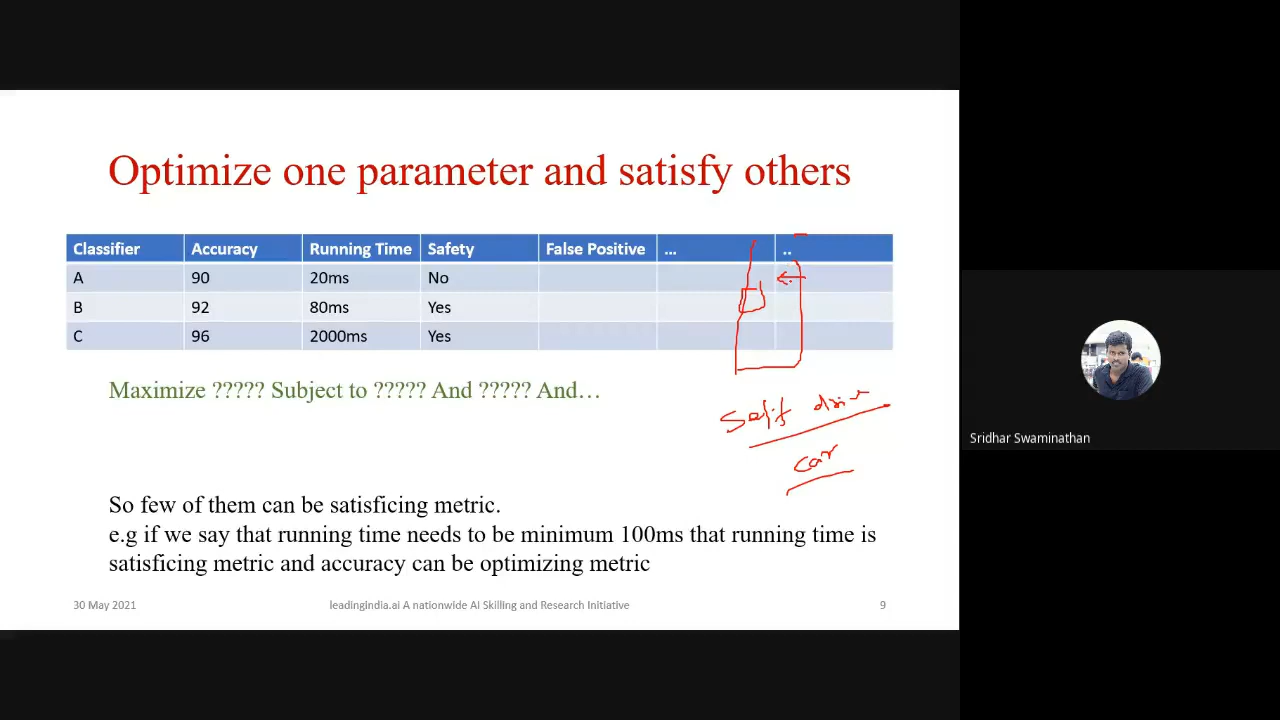 Optimize one parameter and satisfy others
Classifier Accuracy Running Time Safety False Positive ... ..
A 90 20ms No
B 92 80ms Yes
C 96 2000ms Yes
Maximize ????? Subject to ????? And ????? And…
Self drive
car
So few of them can be satisficing metric.
e.g if we say that running time needs to be minimum 100ms that running time is
satisficing metric and accuracy can be optimizing metric
30 May 2021 leadingindia.ai A nationwide AI Skilling and Research Initiative 9
Sridhar Swaminathan